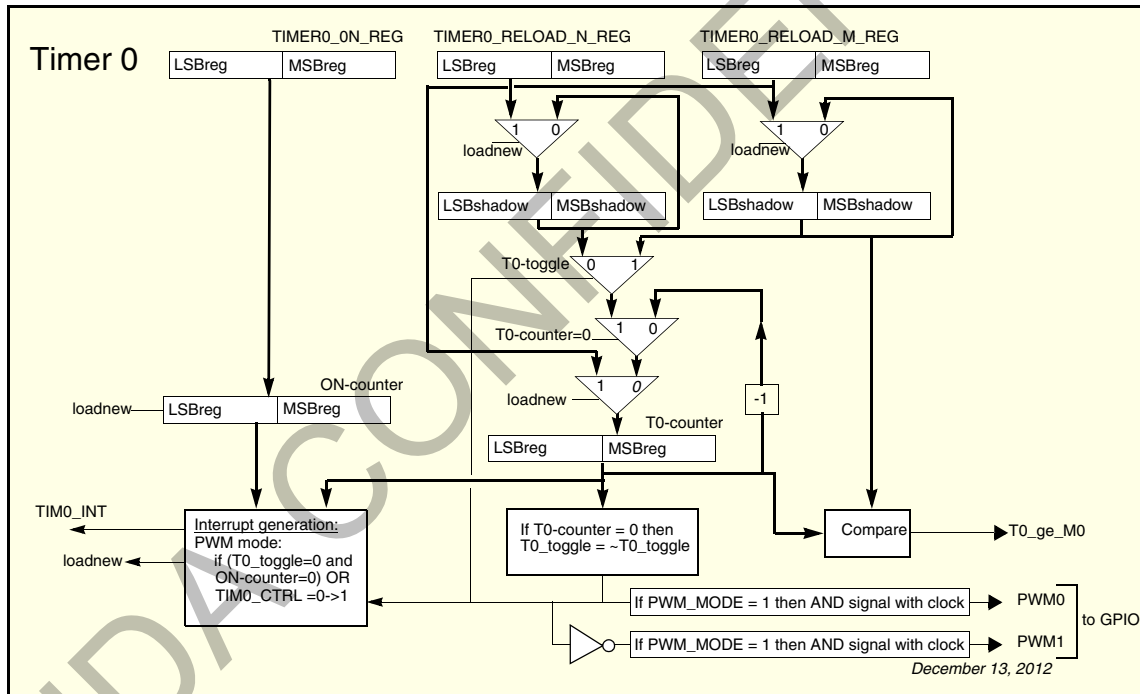 Timer 0
TIMER0_0N_REG
TIMER0_RELOAD_N_REG
TIMER0_RELOAD_M_REG
LSBreg MSBreg
LSBreg MSBreg
LSBreg MSBreg
1 0
loadnew
1 0
loadnew
LSBshadow MSBshadow
LSBshadow MSBshadow
T0-toggle
0 1
T0-counter=0
1 0
loadnew
1 0
-1
ON-counter
loadnew
LSBreg MSBreg
T0-counter
LSBreg MSBreg
TIM0_INT
loadnew
Interrupt generation:
PWM mode:
if (T0_toggle=0 and
ON-counter=0) OR
TIM0_CTRL =0->1
If T0-counter = 0 then
T0_toggle = ~T0_toggle
Compare
T0_ge_M0
If PWM_MODE = 1 then AND signal with clock
PWM0
If PWM_MODE = 1 then AND signal with clock
PWM1
to GPIO
December 13, 2012